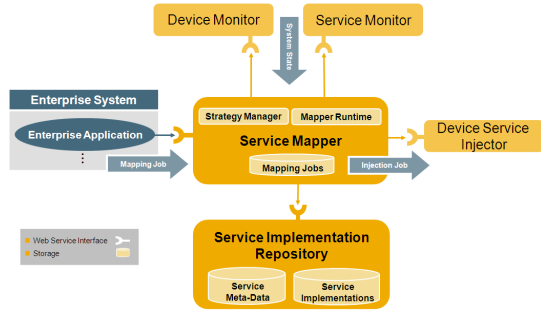 Device Monitor
Service Monitor
System State
Enterprise System
Enterprise Application
Strategy Manager
Mapper Runtime
Service Mapper
Device Service
Injector
Mapping Job
Mapping Jobs
Injection Job
Service Implementation
Repository
Web Service Interface
Storage
Service
Meta-Data
Service
Implementations